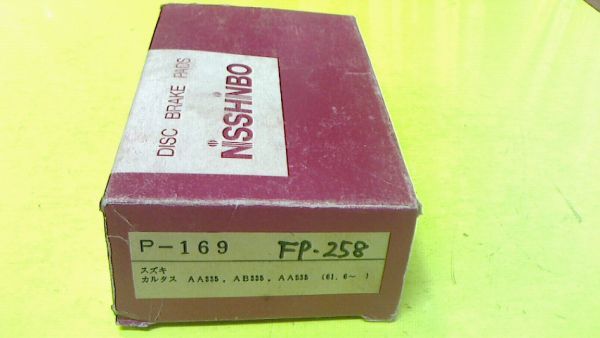 DISC BRAKE PADS
NISSHINBO
P-169 FP-258
スズキ
カルタス AA33S, AB33S, AA53S (61. 6～ )